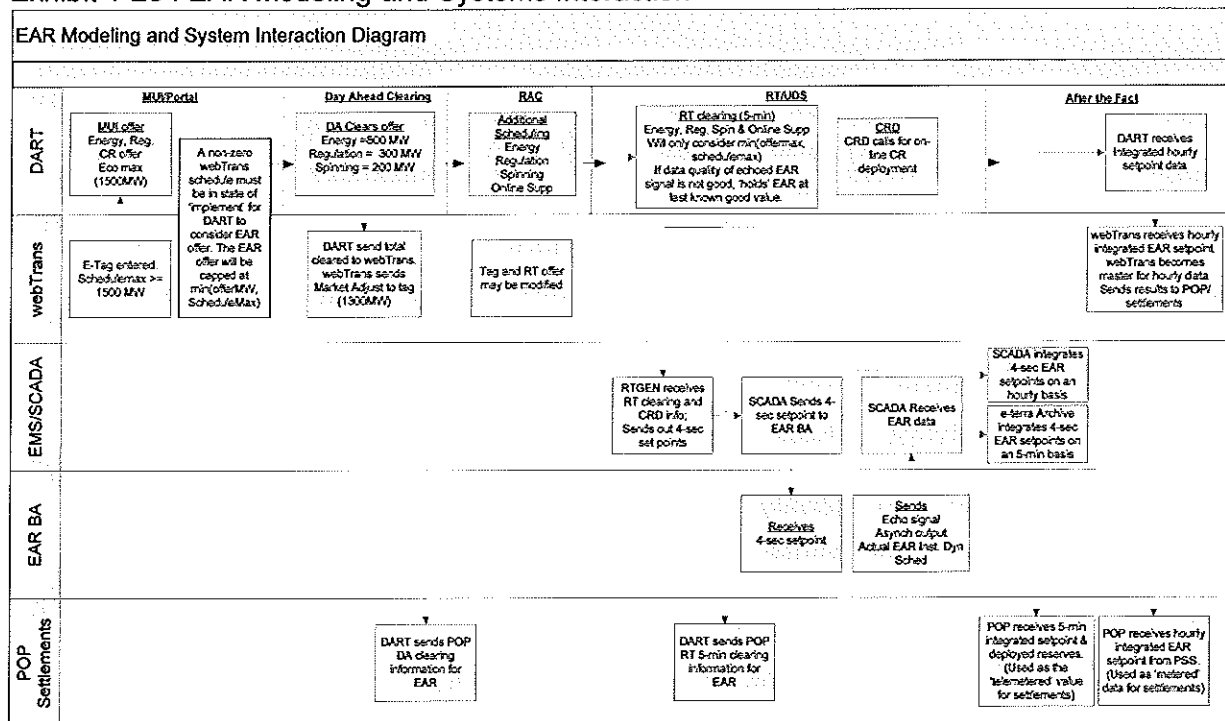 EAR Modeling and System Interaction Diagram
DART
MUI/Portal
MUI offer
Energy, Reg,
CR offer
Eco max
(1500MW)
A non-zero
webTrans
schedule must
be in state of
'implement' for
DART to
consider EAR
offer. The EAR
offer will be
capped at
min(offerMW,
ScheduleMax)
Day Ahead Clearing
DA Clears offer
Energy =800 MW
Regulation = 300 MW
Spinning = 200 MW
RAC
Additional
Scheduling
Energy
Regulation
Spinning
Online Supp
RT/UDS
RT clearing (5-min)
Energy, Reg, Spin & Online Supp
Will only consider min(offermax,
schedulemax)
If data quality of echoed EAR
signal is not good, 'holds' EAR at
last known good value.
CRD
CRD calls for on-
line CR
deployment
After the Fact
DART receives
Integrated hourly
setpoint data
webTrans
E-Tag entered.
Schedulemax >=
1500 MW
DART send total
cleared to webTrans.
webTrans sends
Market Adjust to tag
(1300MW)
Tag and RT offer
may be modified
webTrans receives hourly
integrated EAR setpoint,
webTrans becomes
master for hourly data
Sends results to POP/
settlements
EMS/SCADA
RTGEN receives
RT clearing and
CRD info;
Sends out 4-sec
set points
SCADA Sends 4-
sec setpoint to
EAR BA
SCADA Receives
EAR data
SCADA integrates
4-sec EAR
setpoints on an
hourly basis
e-terra Archive
integrates 4-sec
EAR setpoints on
an 5-min basis
EAR BA
Receives
4-sec setpoint
Sends
Echo signal
Asynch output
Actual EAR Inst. Dyn
Sched
POP
Settlements
DART sends POP
DA clearing
information for
EAR
DART sends POP
RT 5-min clearing
information for
EAR
POP receives 5-min
integrated setpoint &
deployed reserves.
(Used as the
'telemetered' value
for settlements)
POP receives hourly
integrated EAR
setpoint from PSS.
(Used as 'metered'
data for settlements)